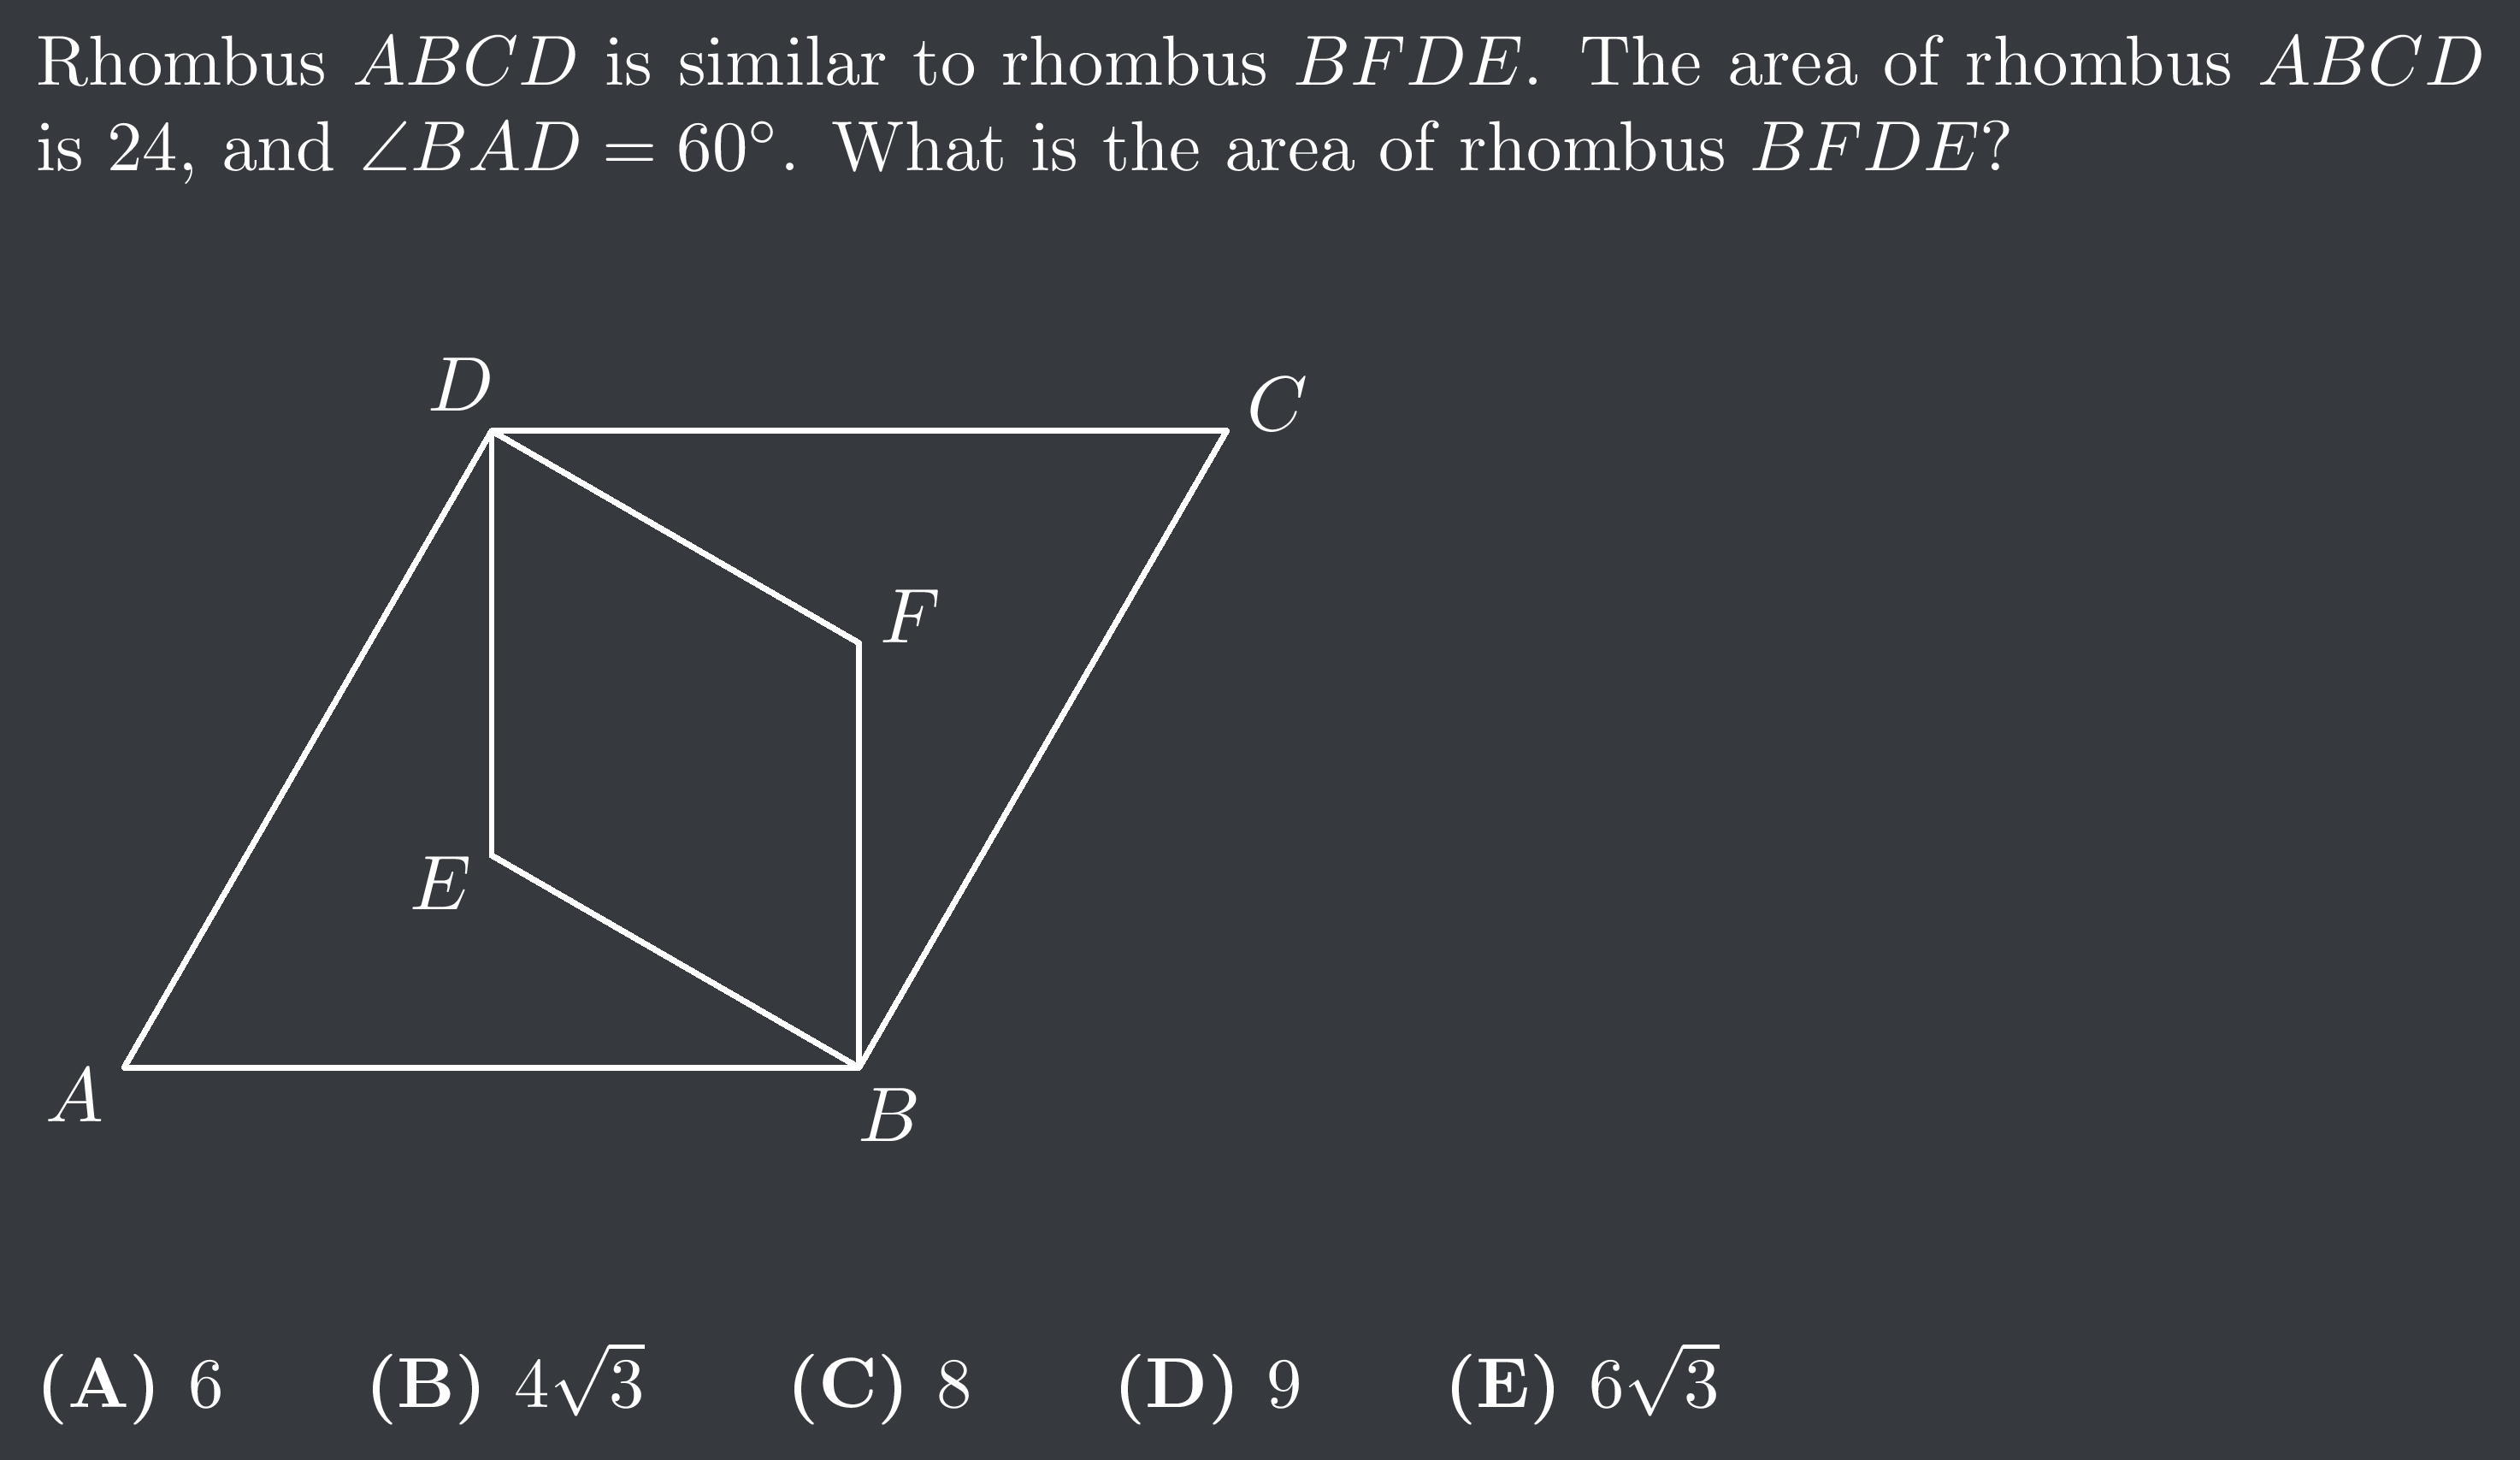 Rhombus ABCD is similar to rhombus BFDE. The area of rhombus ABCD
is 24, and ∠BAD = 60°. What is the area of rhombus BFDE?
D
C
F
E
A
B
(A) 6 (B) 4√3 (C) 8 (D) 9 (E) 6√3